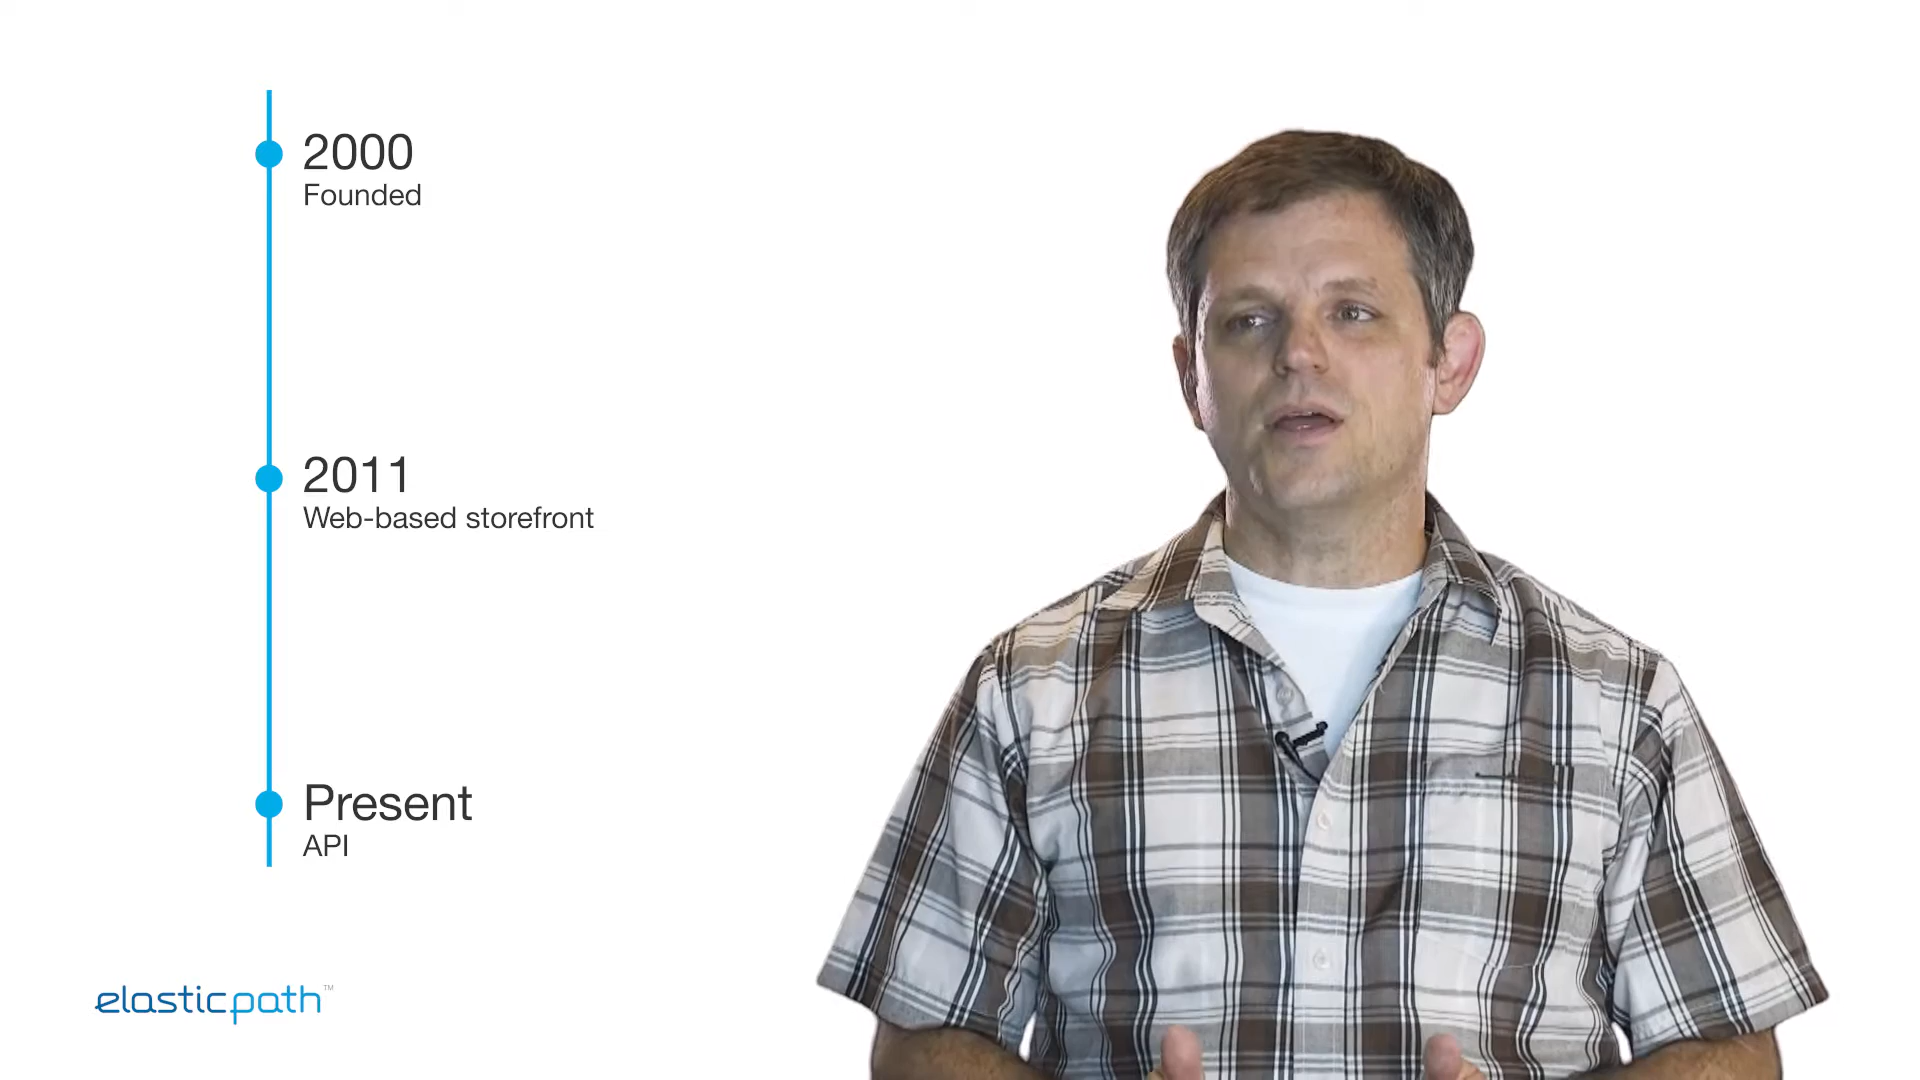 2000
Founded
2011
Web-based storefront
Present
API
elasticpath™